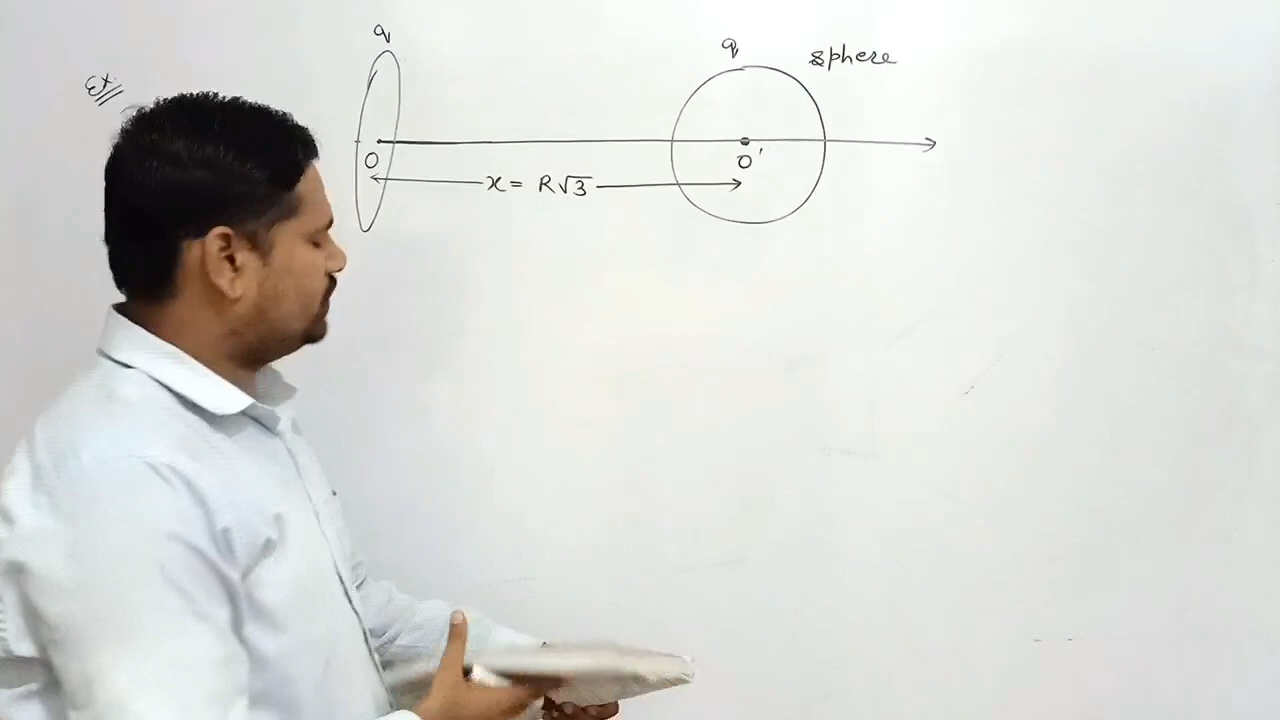 Ex.
q
q
sphere
O
O'
x = R√3